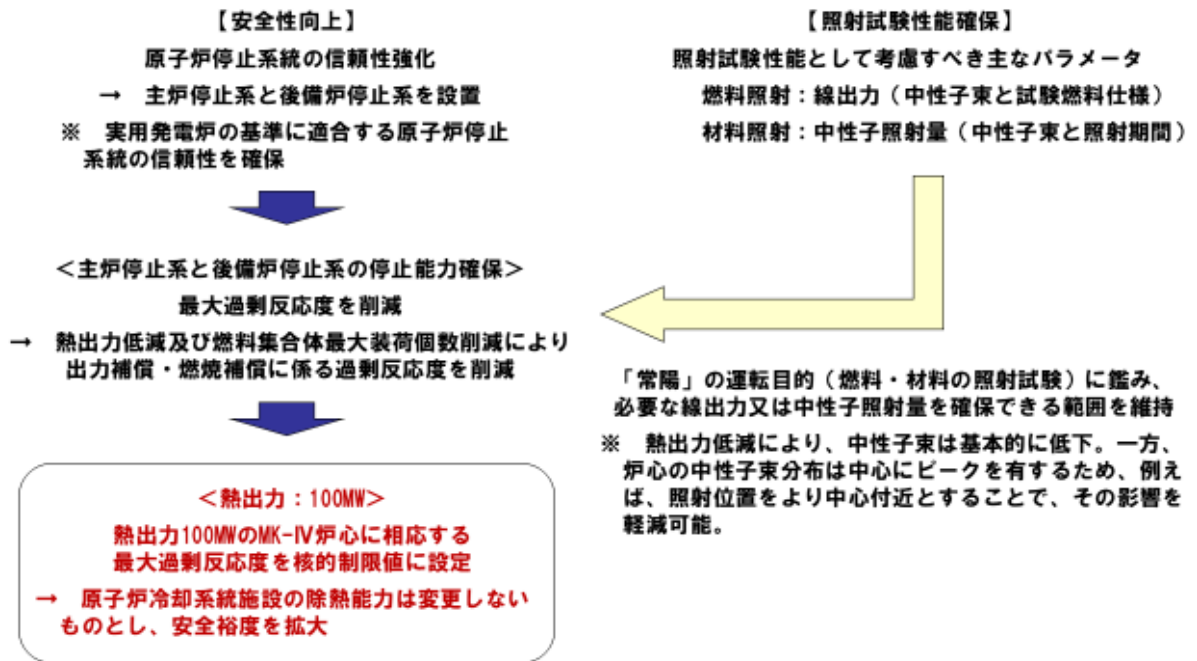 【安全性向上】
原子炉停止系統の信頼性強化
→ 主炉停止系と後備炉停止系を設置
※ 実用発電炉の基準に適合する原子炉停止
系統の信頼性を確保
<主炉停止系と後備炉停止系の停止能力確保>
最大過剰反応度を削減
→ 熱出力低減及び燃料集合体最大装荷個数削減により
出力補償・燃焼補償に係る過剰反応度を削減
<熱出力:100MW>
熱出力100MWのMK-Ⅳ炉心に相応する
最大過剰反応度を核的制限値に設定
→ 原子炉冷却系統施設の除熱能力は変更しない
ものとし、安全裕度を拡大
【照射試験性能確保】
照射試験性能として考慮すべき主なパラメータ
燃料照射:線出力(中性子束と試験燃料仕様)
材料照射:中性子照射量(中性子束と照射期間)
「常陽」の運転目的(燃料・材料の照射試験)に鑑み、
必要な線出力又は中性子照射量を確保できる範囲を維持
※ 熱出力低減により、中性子束は基本的に低下。一方、
炉心の中性子束分布は中心にピークを有するため、例え
ば、照射位置をより中心付近とすることで、その影響を
軽減可能。